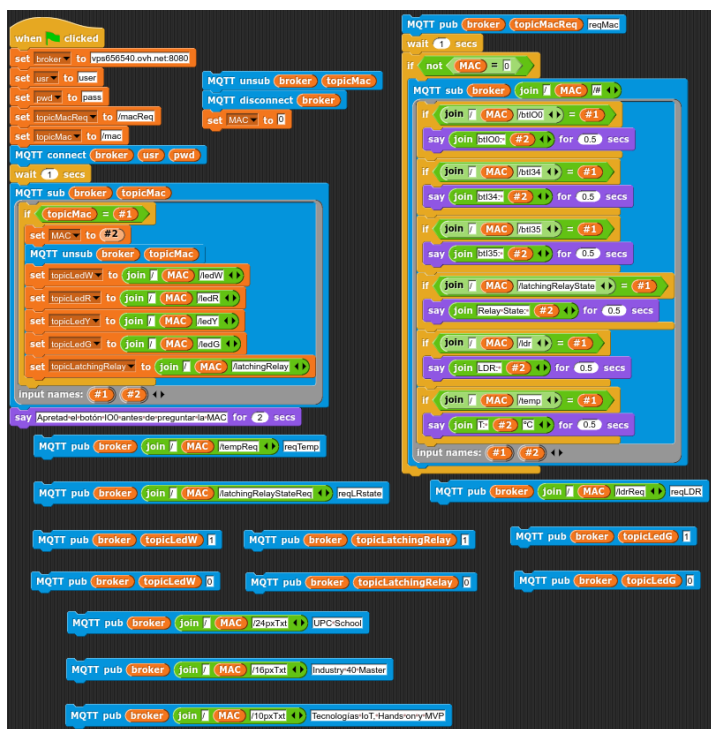 when clicked
set broker to vps656540.ovh.net:8080
set usr to user
set pwd to pass
set topicMacReq to /macReq
set topicMac to /mac
MQTT connect broker usr pwd
wait 1 secs
MQTT sub broker topicMac
if topicMac = #1
set MAC to #2
MQTT unsub broker topicMac
set topicLedW to join / MAC /ledW
set topicLedR to join / MAC /ledR
set topicLedY to join / MAC /ledY
set topicLedG to join / MAC /ledG
set topicLatchingRelay to join / MAC /latchingRelay
input names: #1 #2
say Apretad el botón IO0 antes de preguntar la MAC for 2 secs
MQTT unsub broker topicMac
MQTT disconnect broker
set MAC to 0
MQTT pub broker topicMacReq reqMac
wait 1 secs
if not MAC = 0
MQTT sub broker join / MAC /#
if join / MAC /btIO0 = #1
say join btIO0: #2 for 0.5 secs
if join / MAC /btI34 = #1
say join btI34: #2 for 0.5 secs
if join / MAC /btI35 = #1
say join btI35: #2 for 0.5 secs
if join / MAC /latchingRelayState = #1
say join Relay State: #2 for 0.5 secs
if join / MAC /ldr = #1
say join LDR: #2 for 0.5 secs
if join / MAC /temp = #1
say join T: #2 ºC for 0.5 secs
input names: #1 #2
MQTT pub broker join / MAC /tempReq reqTemp
MQTT pub broker join / MAC /latchingRelayStateReq reqLRstate
MQTT pub broker join / MAC /ldrReq reqLDR
MQTT pub broker topicLedW 1
MQTT pub broker topicLatchingRelay 1
MQTT pub broker topicLedG 1
MQTT pub broker topicLedW 0
MQTT pub broker topicLatchingRelay 0
MQTT pub broker topicLedG 0
MQTT pub broker join / MAC /24pxTxt UPC School
MQTT pub broker join / MAC /16pxTxt Industry 40 Master
MQTT pub broker join / MAC /10pxTxt Tecnologías IoT, Hands on y MVP